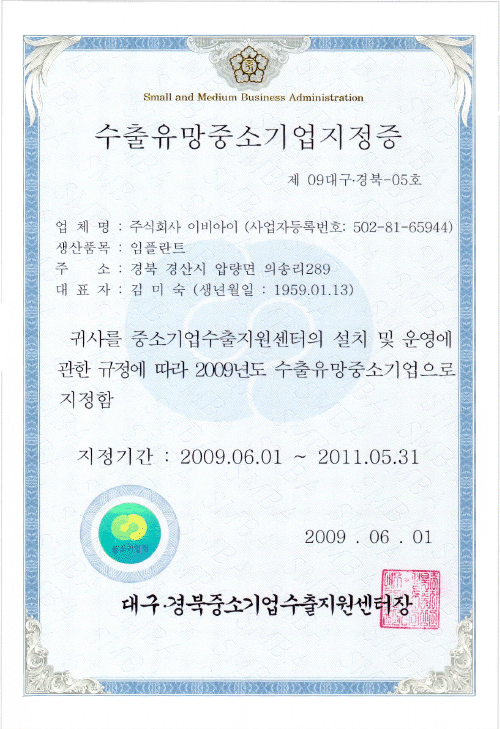 Small and Medium Business Administration
수출유망중소기업지정증
제 09대구·경북-05호
업 체 명 : 주식회사 이비아이 (사업자등록번호: 502-81-65944)
생산품목 : 임플란트
주 소 : 경북 경산시 압량면 의송리289
대 표 자 : 김 미 숙 (생년월일 : 1959.01.13)
귀사를 중소기업수출지원센터의 설치 및 운영에
관한 규정에 따라 2009년도 수출유망중소기업으로
지정함
지정기간 : 2009.06.01 ~ 2011.05.31
중소기업청
2009 . 06 . 01
대구·경북중소기업수출지원센터장